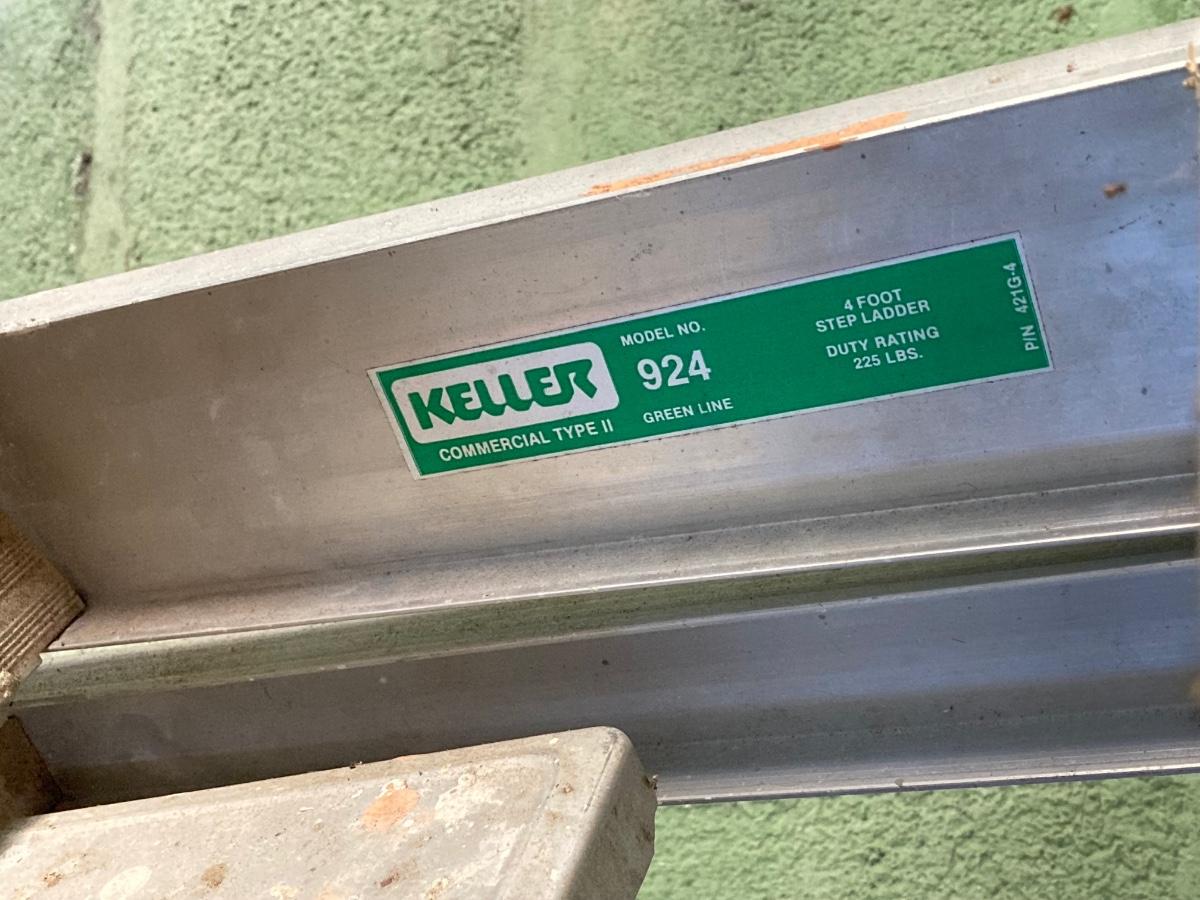 KELLER
COMMERCIAL TYPE II
MODEL NO.
924
GREEN LINE
4 FOOT
STEP LADDER
DUTY RATING
225 LBS.
P/N 421G-4